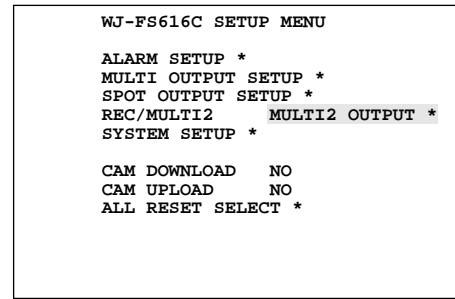 WJ-FS616C SETUP MENU
ALARM SETUP *
MULTI OUTPUT SETUP *
SPOT OUTPUT SETUP *
REC/MULTI2 MULTI2 OUTPUT *
SYSTEM SETUP *
CAM DOWNLOAD NO
CAM UPLOAD NO
ALL RESET SELECT *